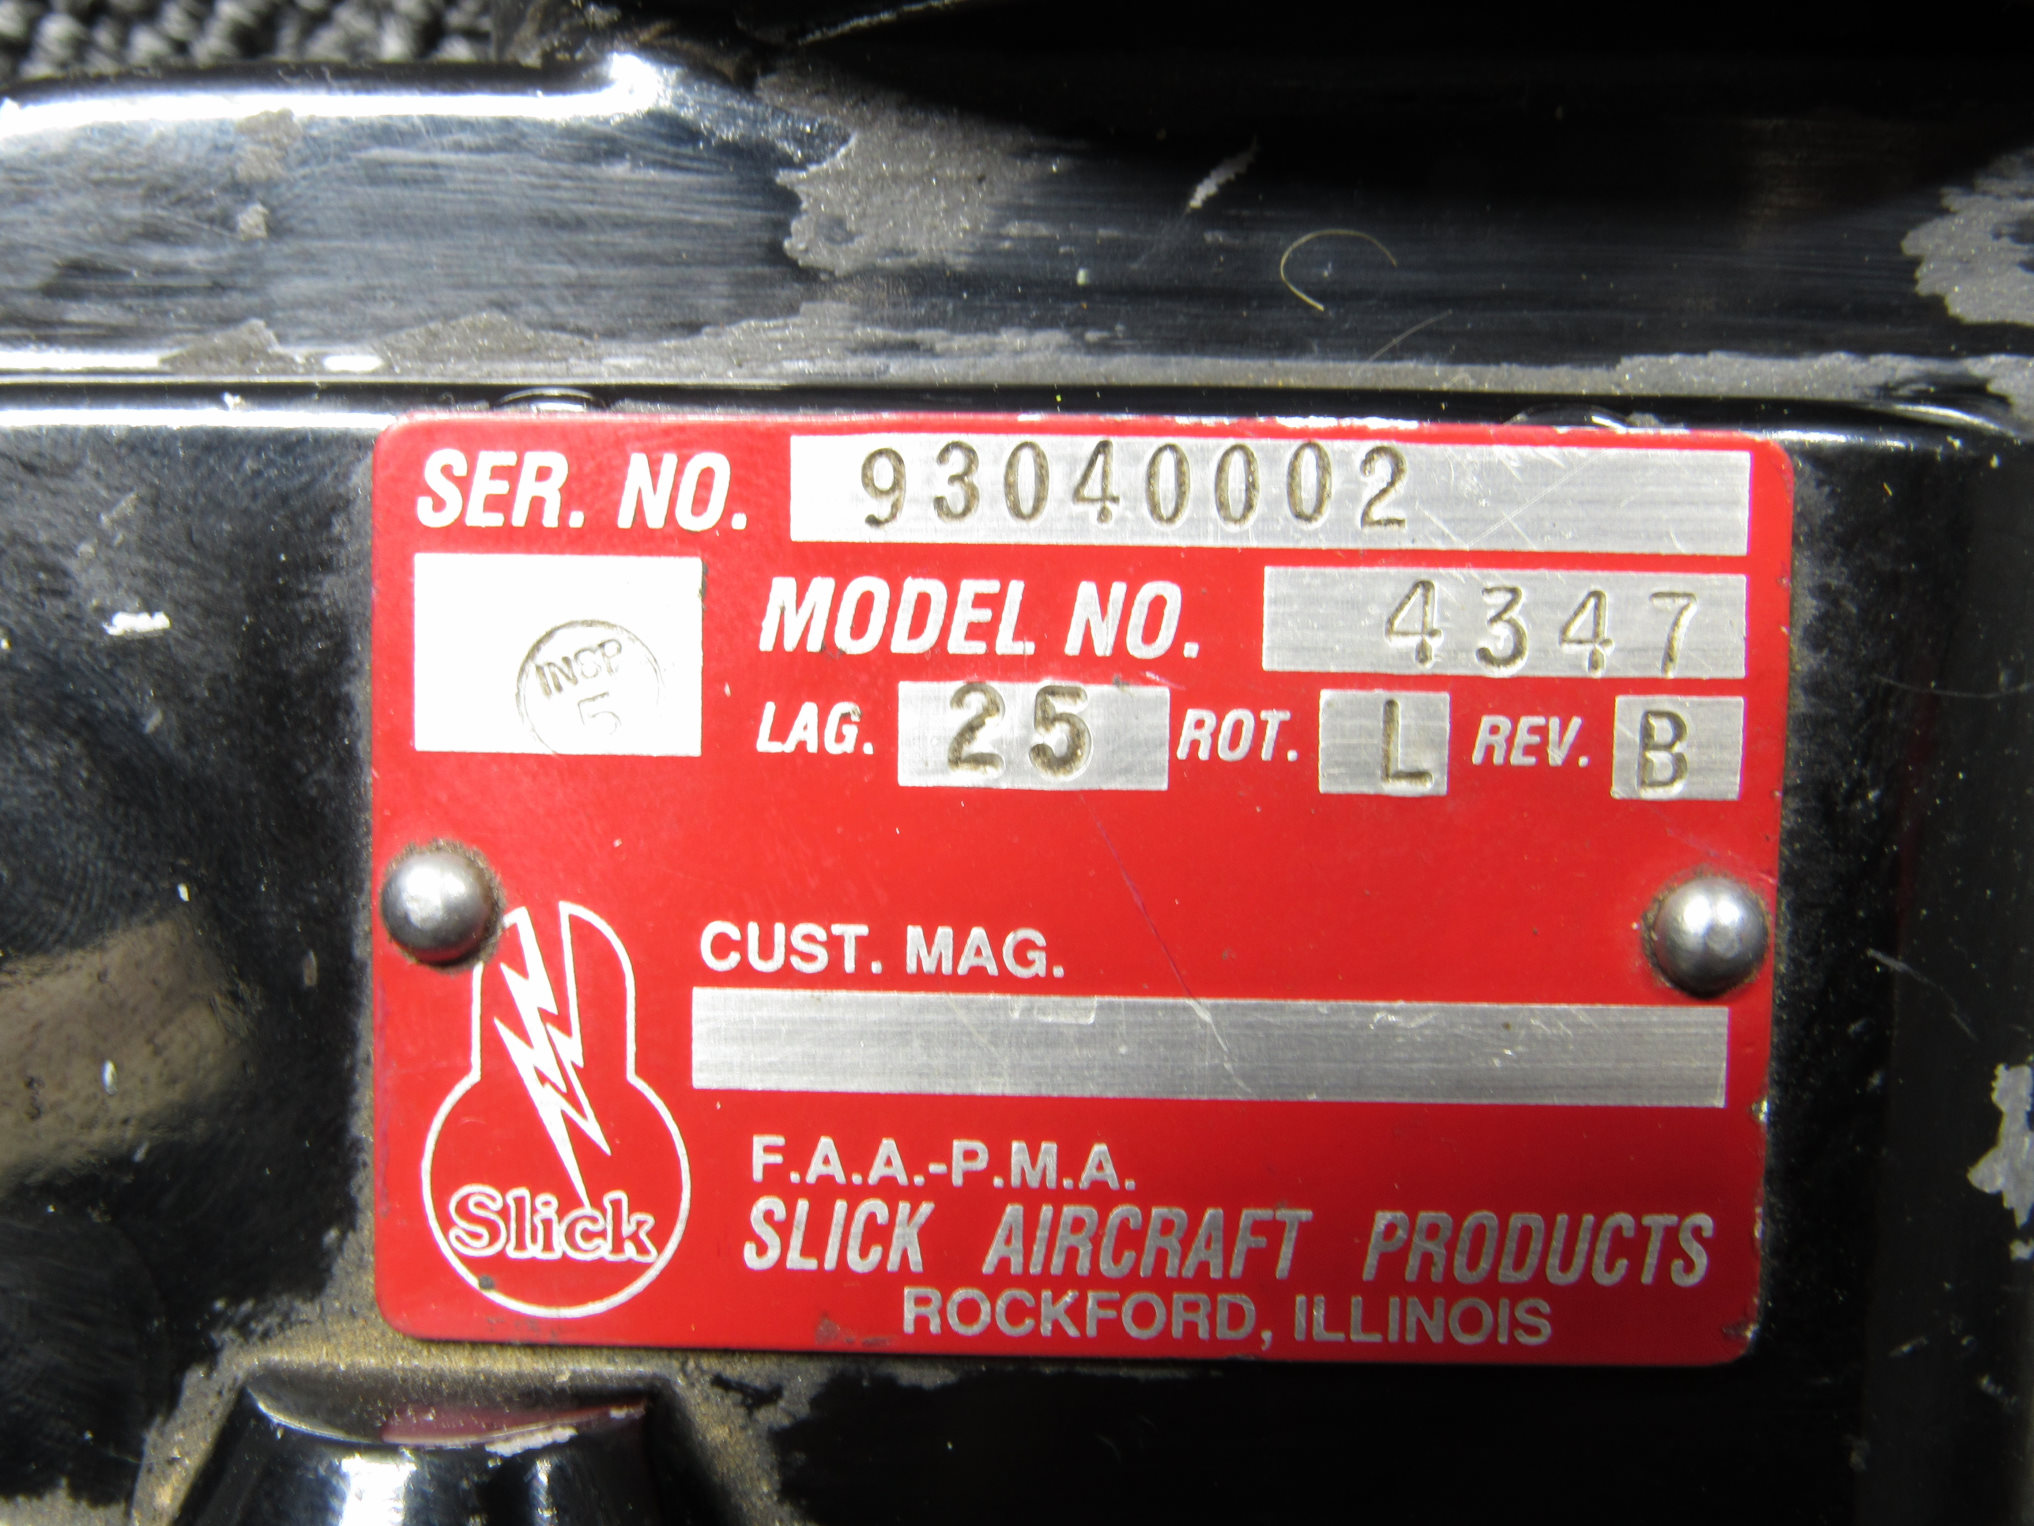 SER. NO. 93040002
INSP
5
MODEL NO. 4347
LAG. 25 ROT. L REV. B
CUST. MAG.
Slick
F.A.A.-P.M.A.
SLICK AIRCRAFT PRODUCTS
ROCKFORD, ILLINOIS